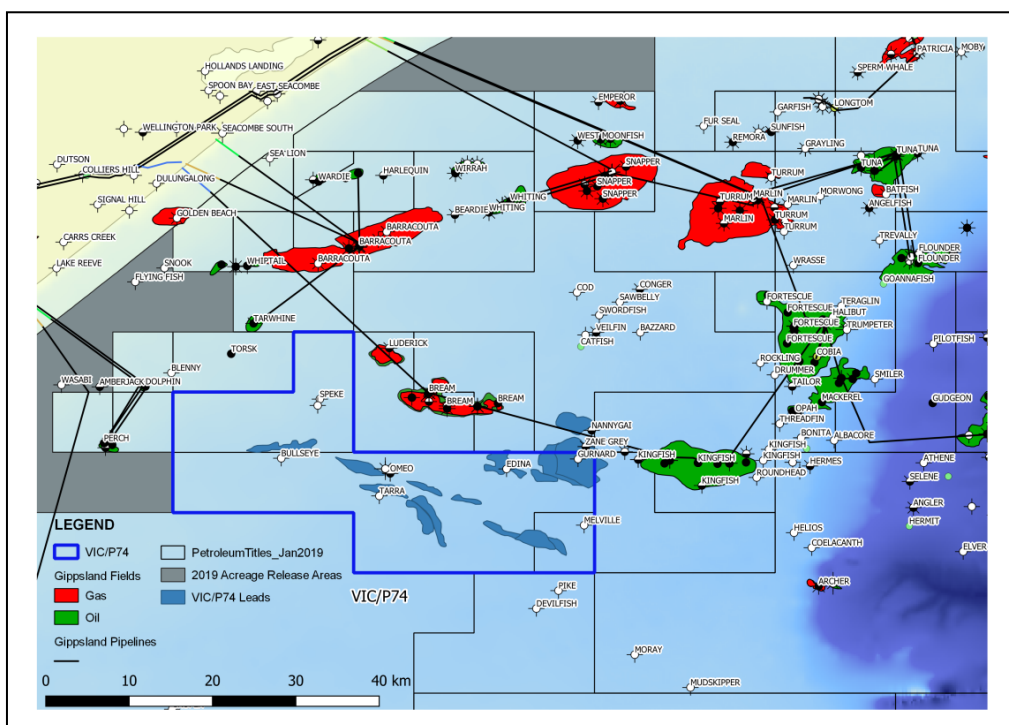 PATRICIA
MOBY
HOLLANDS LANDING
SPERM WHALE
SPOON BAY
EAST SEACOMBE
EMPEROR
LONGTOM
GARFISH
FUR SEAL
SUNFISH
WELLINGTON PARK
SEACOMBE SOUTH
WEST MOONFISH
REMORA
GRAYLING
SEA LION
TUNA
TUNA
TUNA
DUTSON
COLLIERS HILL
WARDIE
HARLEQUIN
WIRRAH
SNAPPER
TURRUM
DULUNGALONG
SNAPPER
MARLIN
MORWONG
BATFISH
SIGNAL HILL
WHITING
SNAPPER
TURRUM
MARLIN
ANGELFISH
GOLDEN BEACH
BEARDIE
WHITING
MARLIN
TURRUM
BARRACOUTA
TURRUM
CARRS CREEK
BARRACOUTA
TREVALLY
FLOUNDER
LAKE REEVE
SNOOK
WHIPTAIL
BARRACOUTA
WRASSE
FLOUNDER
FLYING FISH
GOANNAFISH
COD
CONGER
SAWBELLY
FORTESCUE
TERAGLIN
SWORDFISH
FORTESCUE
HALIBUT
TARWHINE
VEILFIN
BAZZARD
FORTESCUE
TRUMPETER
CATFISH
FORTESCUE
PILOTFISH
TORSK
LUDERICK
COBIA
ROCKLING
BLENNY
DRUMMER
SMILER
WASABI
AMBERJACK
DOLPHIN
BREAM
TAILOR
SPEKE
BREAM
BREAM
MACKEREL
GUDGEON
OPAH
THREADFIN
NANNYGAI
BONITA
ALBACORE
PERCH
ZANE GREY
KINGFISH
BULLSEYE
GURNARD
KINGFISH
KINGFISH
KINGFISH
HERMES
ATHENE
OMEO
EDINA
ROUNDHEAD
SELENE
TARRA
KINGFISH
ANGLER
LEGEND
MELVILLE
HERMIT
HELIOS
VIC/P74
PetroleumTitles_Jan2019
COELACANTH
ELVER
Gippsland Fields
2019 Acreage Release Areas
Gas
VIC/P74 Leads
VIC/P74
PIKE
ARCHER
Oil
DEVILFISH
Gippsland Pipelines
MORAY
0 10 20 30 40 km
MUDSKIPPER